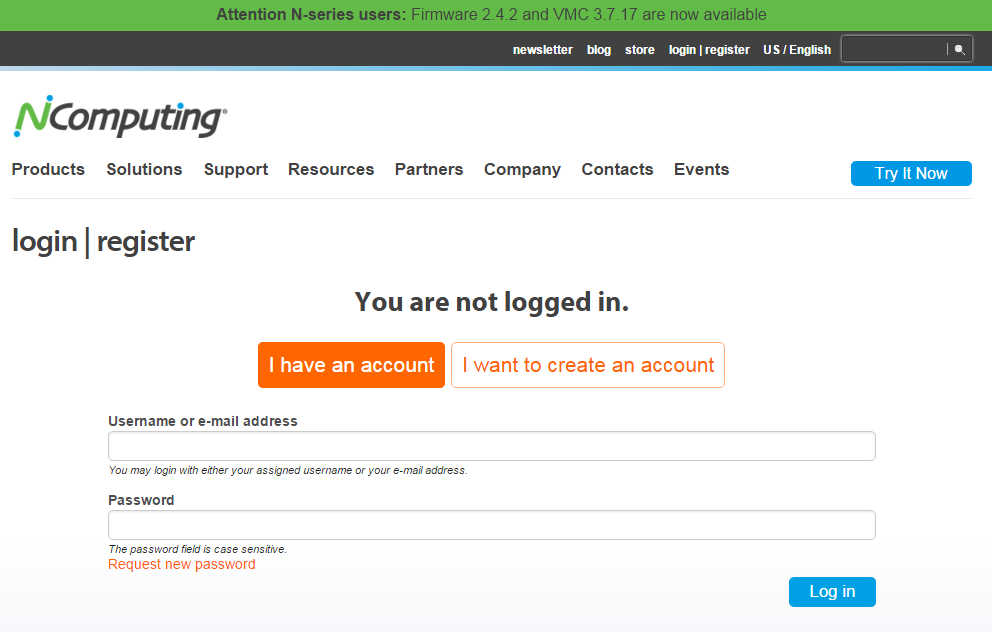 Attention N-series users: Firmware 2.4.2 and VMC 3.7.17 are now available
newsletter blog store login | register US / English
NComputing®
Products Solutions Support Resources Partners Company Contacts Events
Try It Now
login | register
You are not logged in.
I have an account I want to create an account
Username or e-mail address
You may login with either your assigned username or your e-mail address.
Password
The password field is case sensitive.
Request new password
Log in